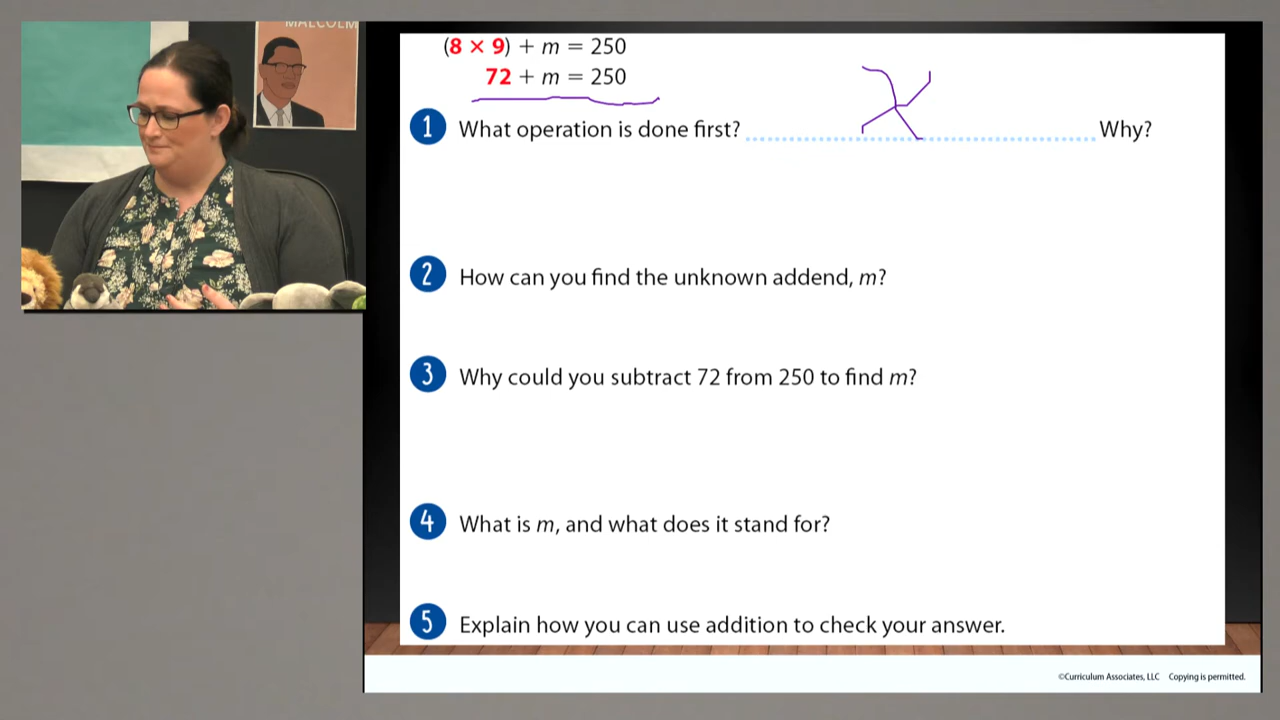 MALCOLM
(8 × 9) + m = 250
72 + m = 250
1 What operation is done first? × Why?
2 How can you find the unknown addend, m?
3 Why could you subtract 72 from 250 to find m?
4 What is m, and what does it stand for?
5 Explain how you can use addition to check your answer.
©Curriculum Associates, LLC Copying is permitted.